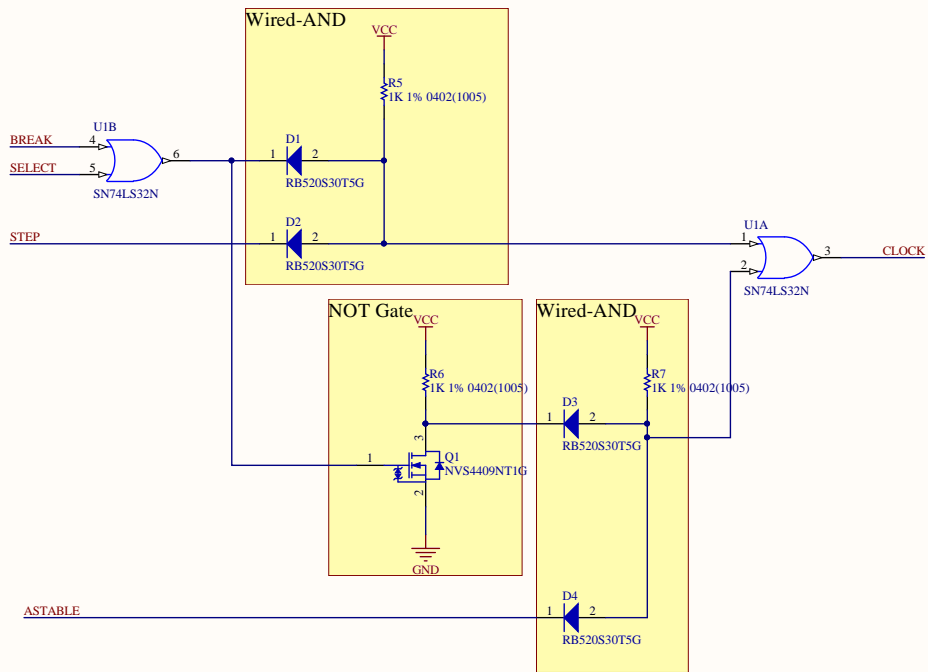 Wired-AND
VCC
R5
1K 1% 0402(1005)
U1B
BREAK
4
6
SELECT
5
SN74LS32N
D1
1
2
RB520S30T5G
STEP
D2
1
2
RB520S30T5G
U1A
1
2
3
CLOCK
SN74LS32N
NOT Gate
VCC
R6
1K 1% 0402(1005)
3
1
Q1
NVS4409NT1G
2
GND
Wired-AND
VCC
R7
1K 1% 0402(1005)
D3
1
2
RB520S30T5G
ASTABLE
D4
1
2
RB520S30T5G